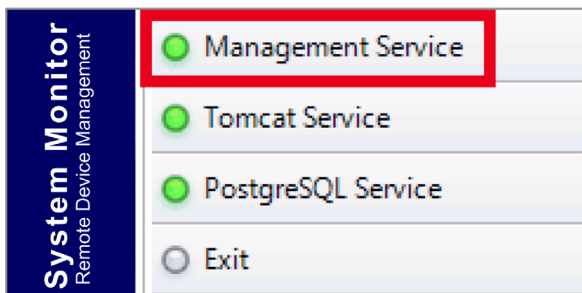 System Monitor
Remote Device Management
Management Service
Tomcat Service
PostgreSQL Service
Exit